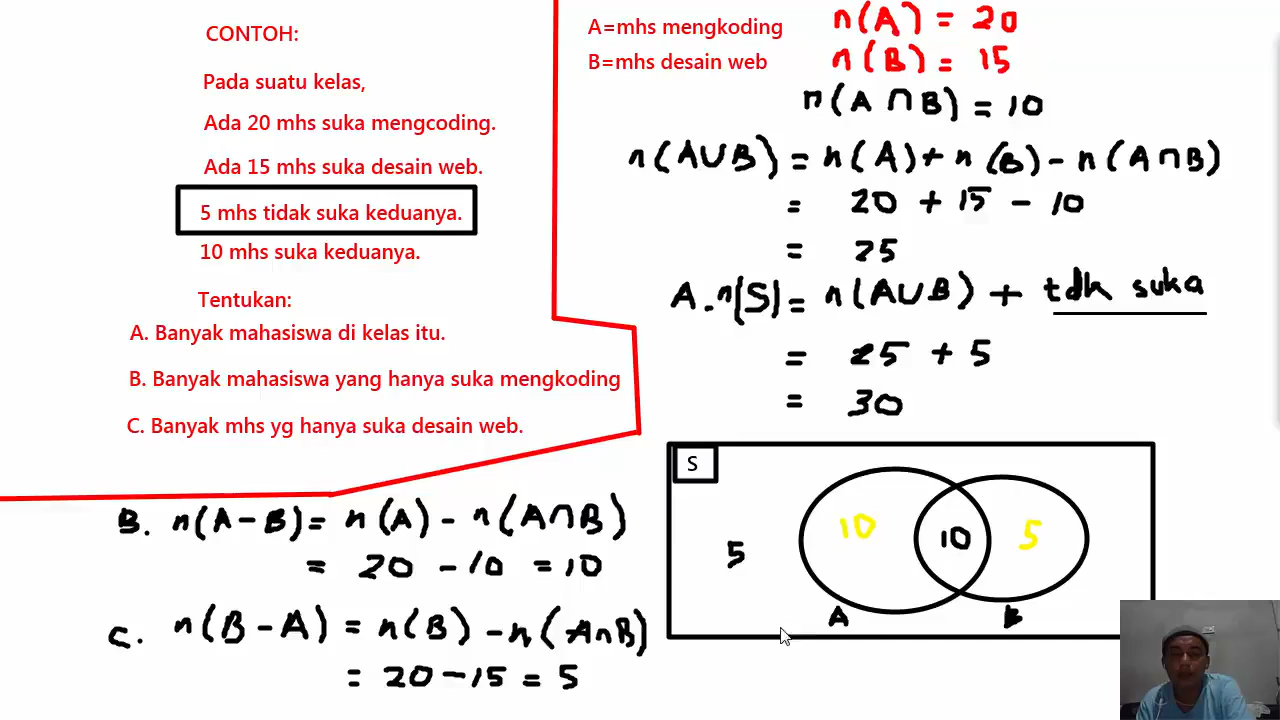 CONTOH:
Pada suatu kelas,
Ada 20 mhs suka mengcoding.
Ada 15 mhs suka desain web.
5 mhs tidak suka keduanya.
10 mhs suka keduanya.
Tentukan:
A. Banyak mahasiswa di kelas itu.
B. Banyak mahasiswa yang hanya suka mengkoding
C. Banyak mhs yg hanya suka desain web.
A=mhs mengkoding
B=mhs desain web
n(A) = 20
n(B) = 15
n(A ∩ B) = 10
n(A∪B) = n(A) + n(B) - n(A∩B)
= 20 + 15 - 10
= 25
A. n(S) = n(A∪B) + tdk suka
= 25 + 5
= 30
B. n(A-B) = n(A) - n(A∩B)
= 20 - 10 = 10
C. n(B-A) = n(B) - n(A∩B)
= 20 - 15 = 5
S
10
10
5
5
A
B